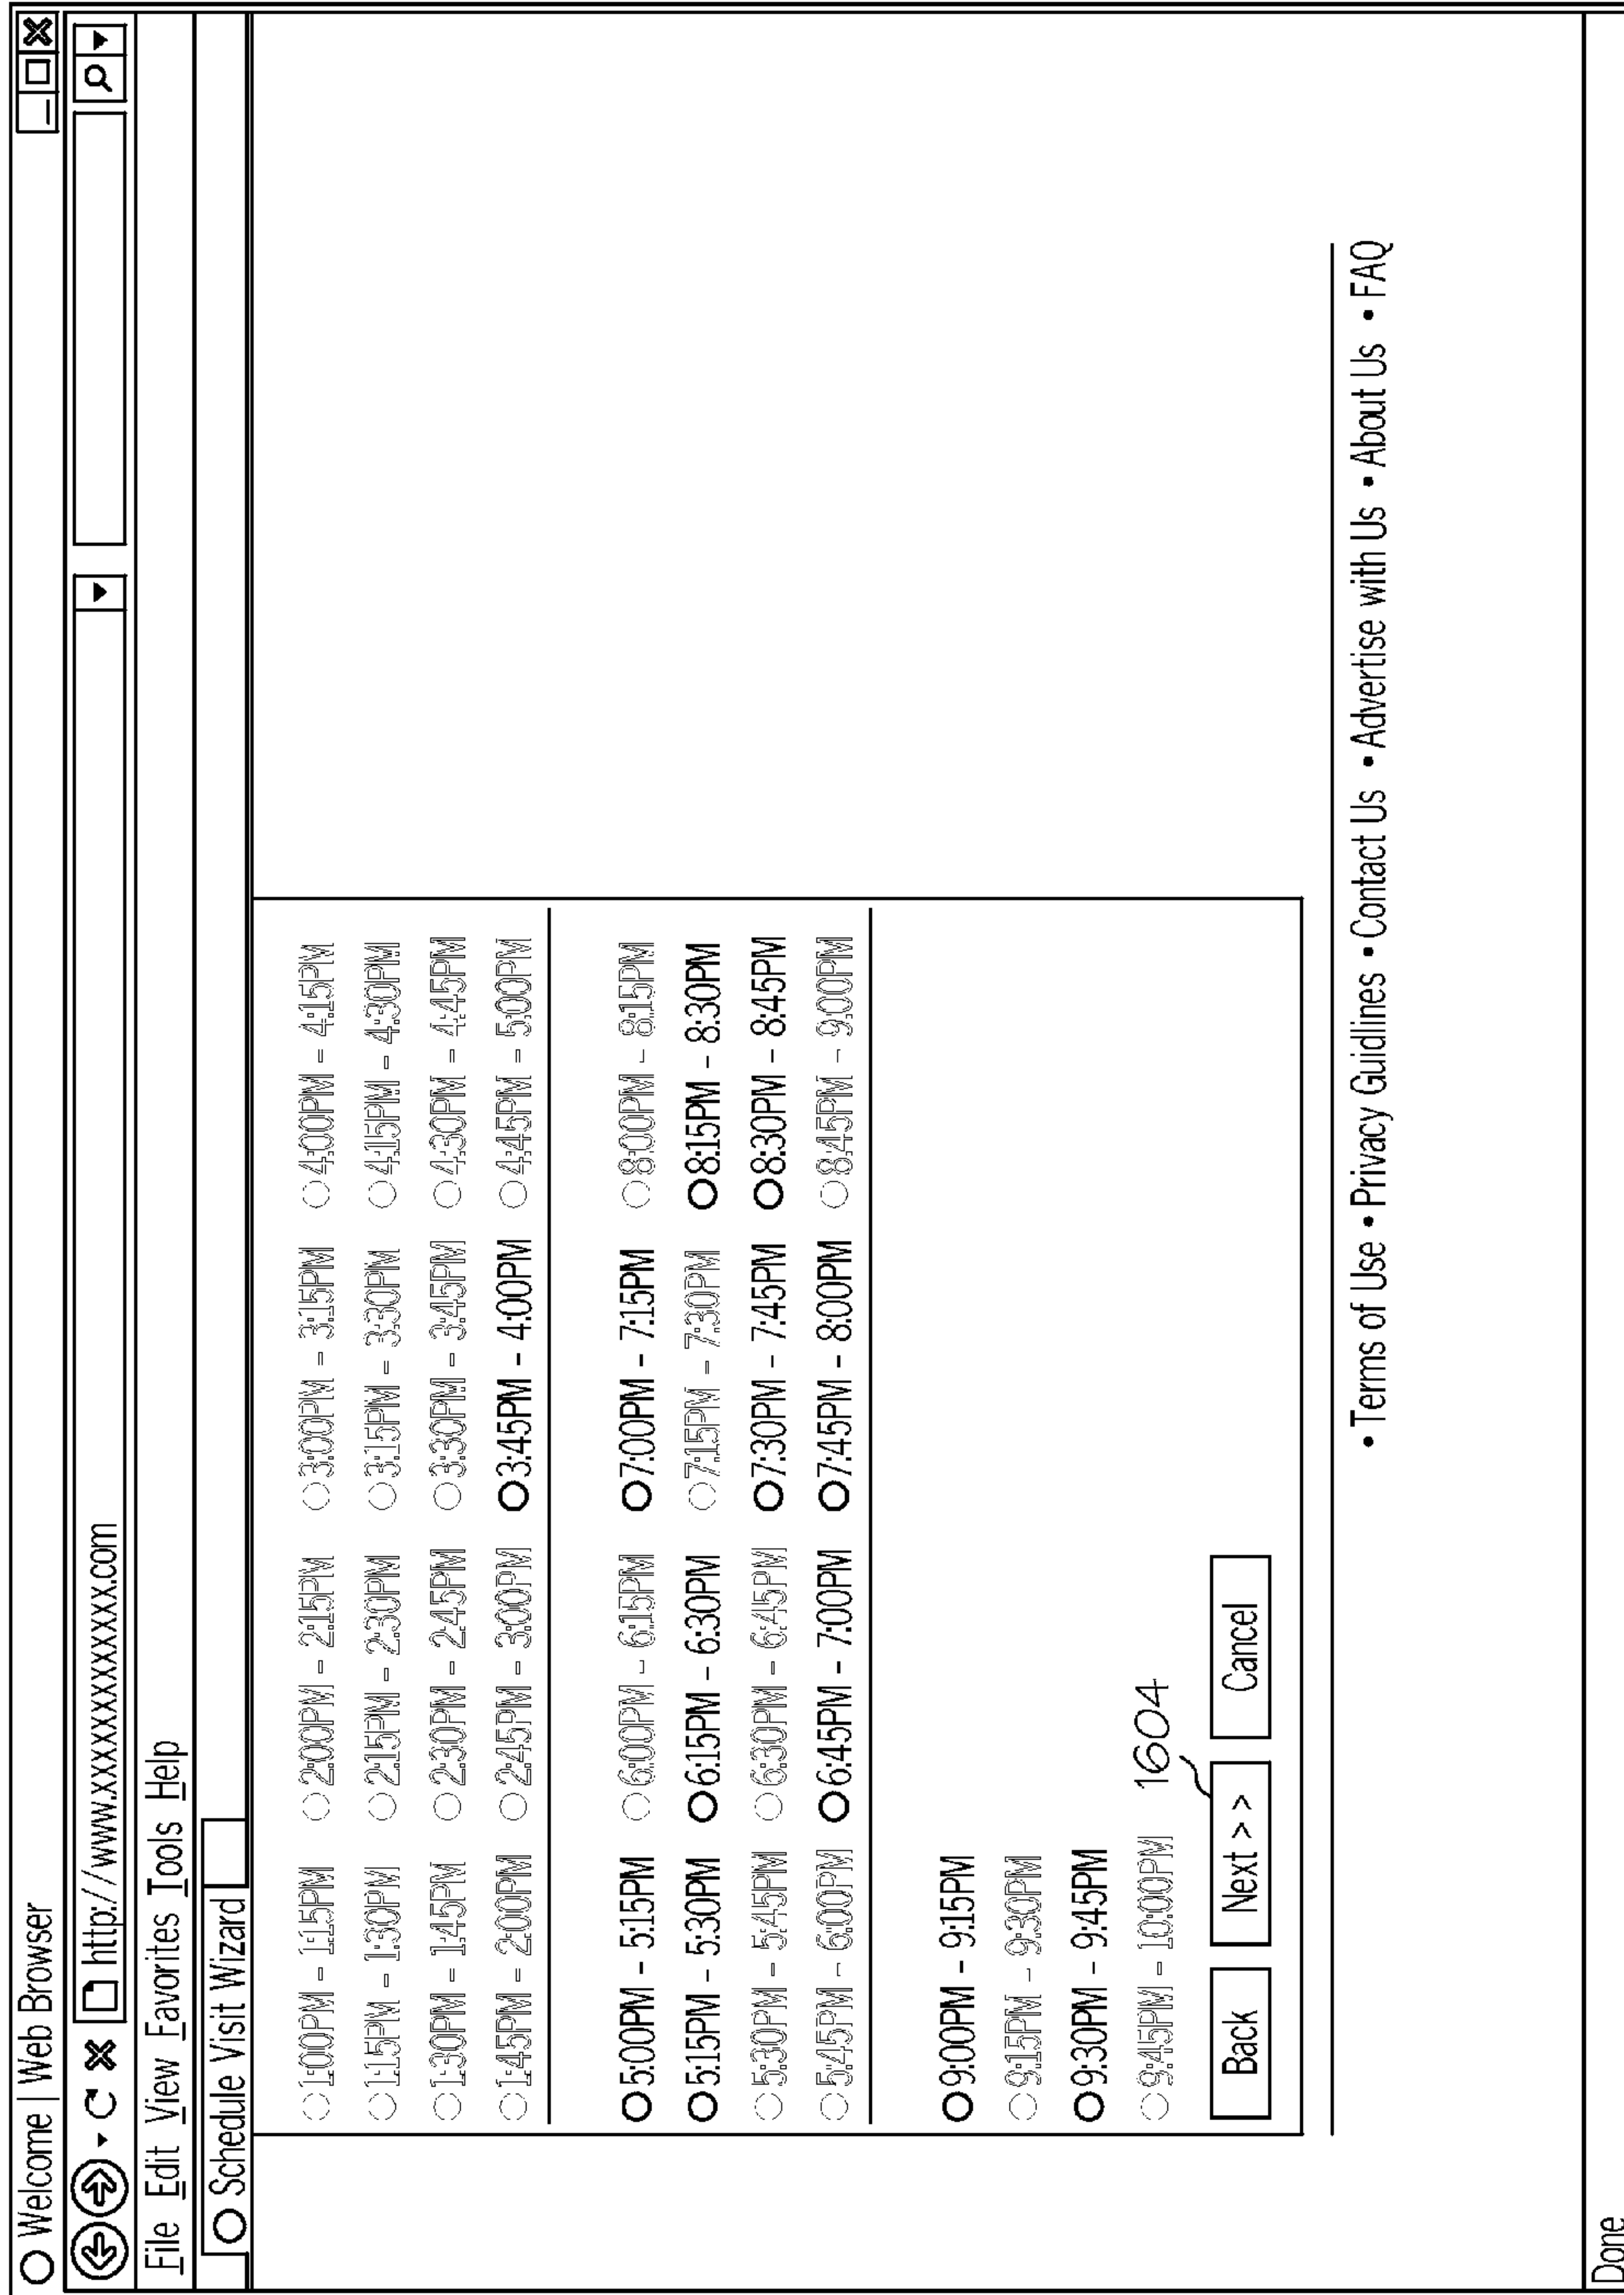 Welcome | Web Browser
http://www.xxxxxxxxxxxxx.com
File Edit View Favorites Tools Help
Schedule Visit Wizard
1:00PM - 1:15PM 2:00PM - 2:15PM 3:00PM - 3:15PM 4:00PM - 4:15PM
1:15PM - 1:30PM 2:15PM - 2:30PM 3:15PM - 3:30PM 4:15PM - 4:30PM
1:30PM - 1:45PM 2:30PM - 2:45PM 3:30PM - 3:45PM 4:30PM - 4:45PM
1:45PM - 2:00PM 2:45PM - 3:00PM 3:45PM - 4:00PM 4:45PM - 5:00PM
5:00PM - 5:15PM 6:00PM - 6:15PM 7:00PM - 7:15PM 8:00PM - 8:15PM
5:15PM - 5:30PM 6:15PM - 6:30PM 7:15PM - 7:30PM 8:15PM - 8:30PM
5:30PM - 5:45PM 6:30PM - 6:45PM 7:30PM - 7:45PM 8:30PM - 8:45PM
5:45PM - 6:00PM 6:45PM - 7:00PM 7:45PM - 8:00PM 8:45PM - 9:00PM
9:00PM - 9:15PM
9:15PM - 9:30PM
9:30PM - 9:45PM
9:45PM - 10:00PM 1604
Back Next > > Cancel
• Terms of Use • Privacy Guidlines • Contact Us • Advertise with Us • About Us • FAQ
Done